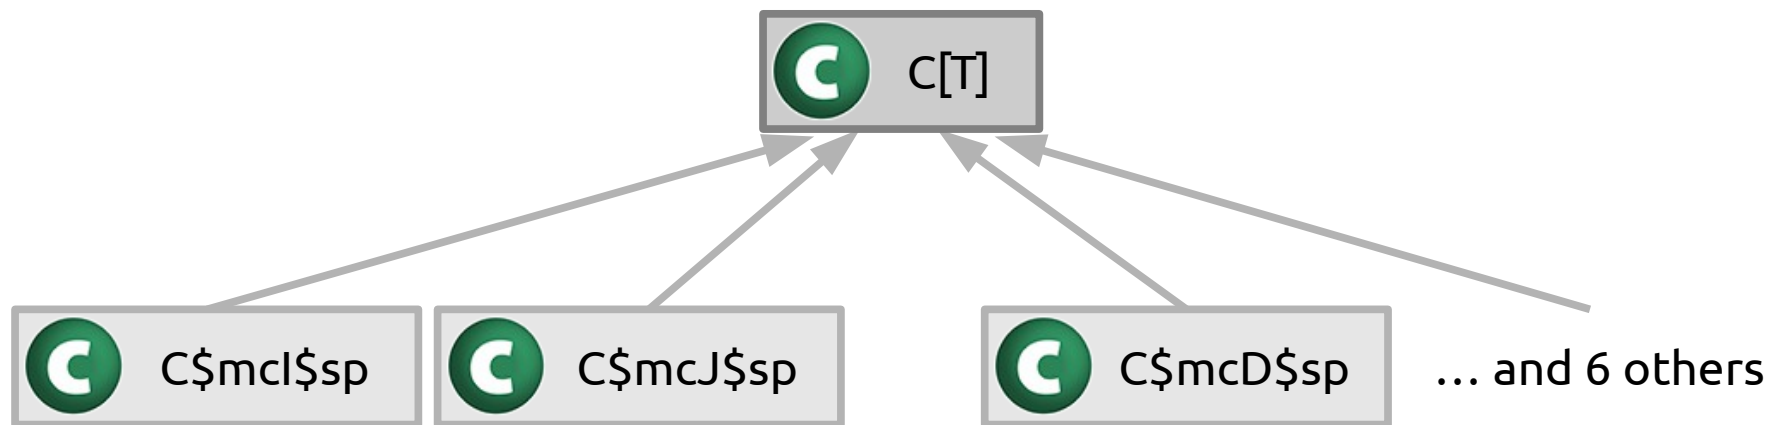 C C[T]
C C$mcI$sp
C C$mcJ$sp
C C$mcD$sp
... and 6 others